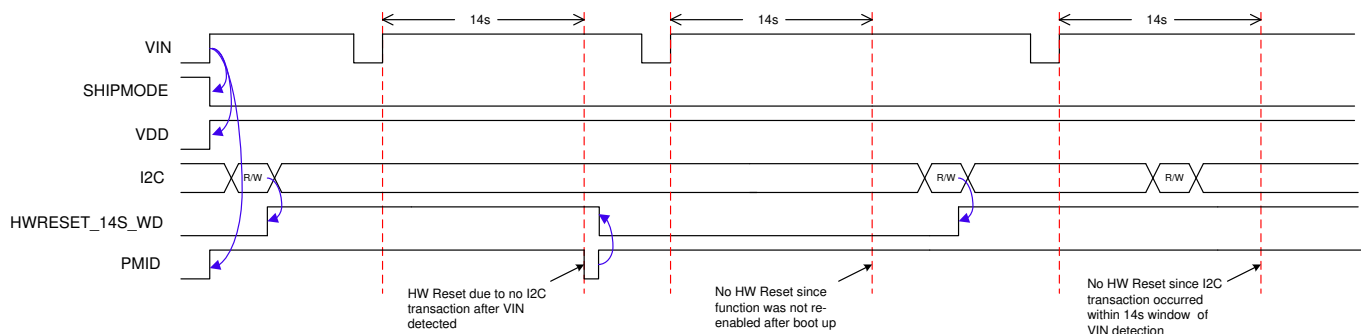 14s
14s
14s
VIN
SHIPMODE
VDD
I2C
R/W
R/W
R/W
HWRESET_14S_WD
PMID
HW Reset due to no I2C
transaction after VIN
detected
No HW Reset since
function was not re-
enabled after boot up
No HW Reset since I2C
transaction occurred
within 14s window of
VIN detection